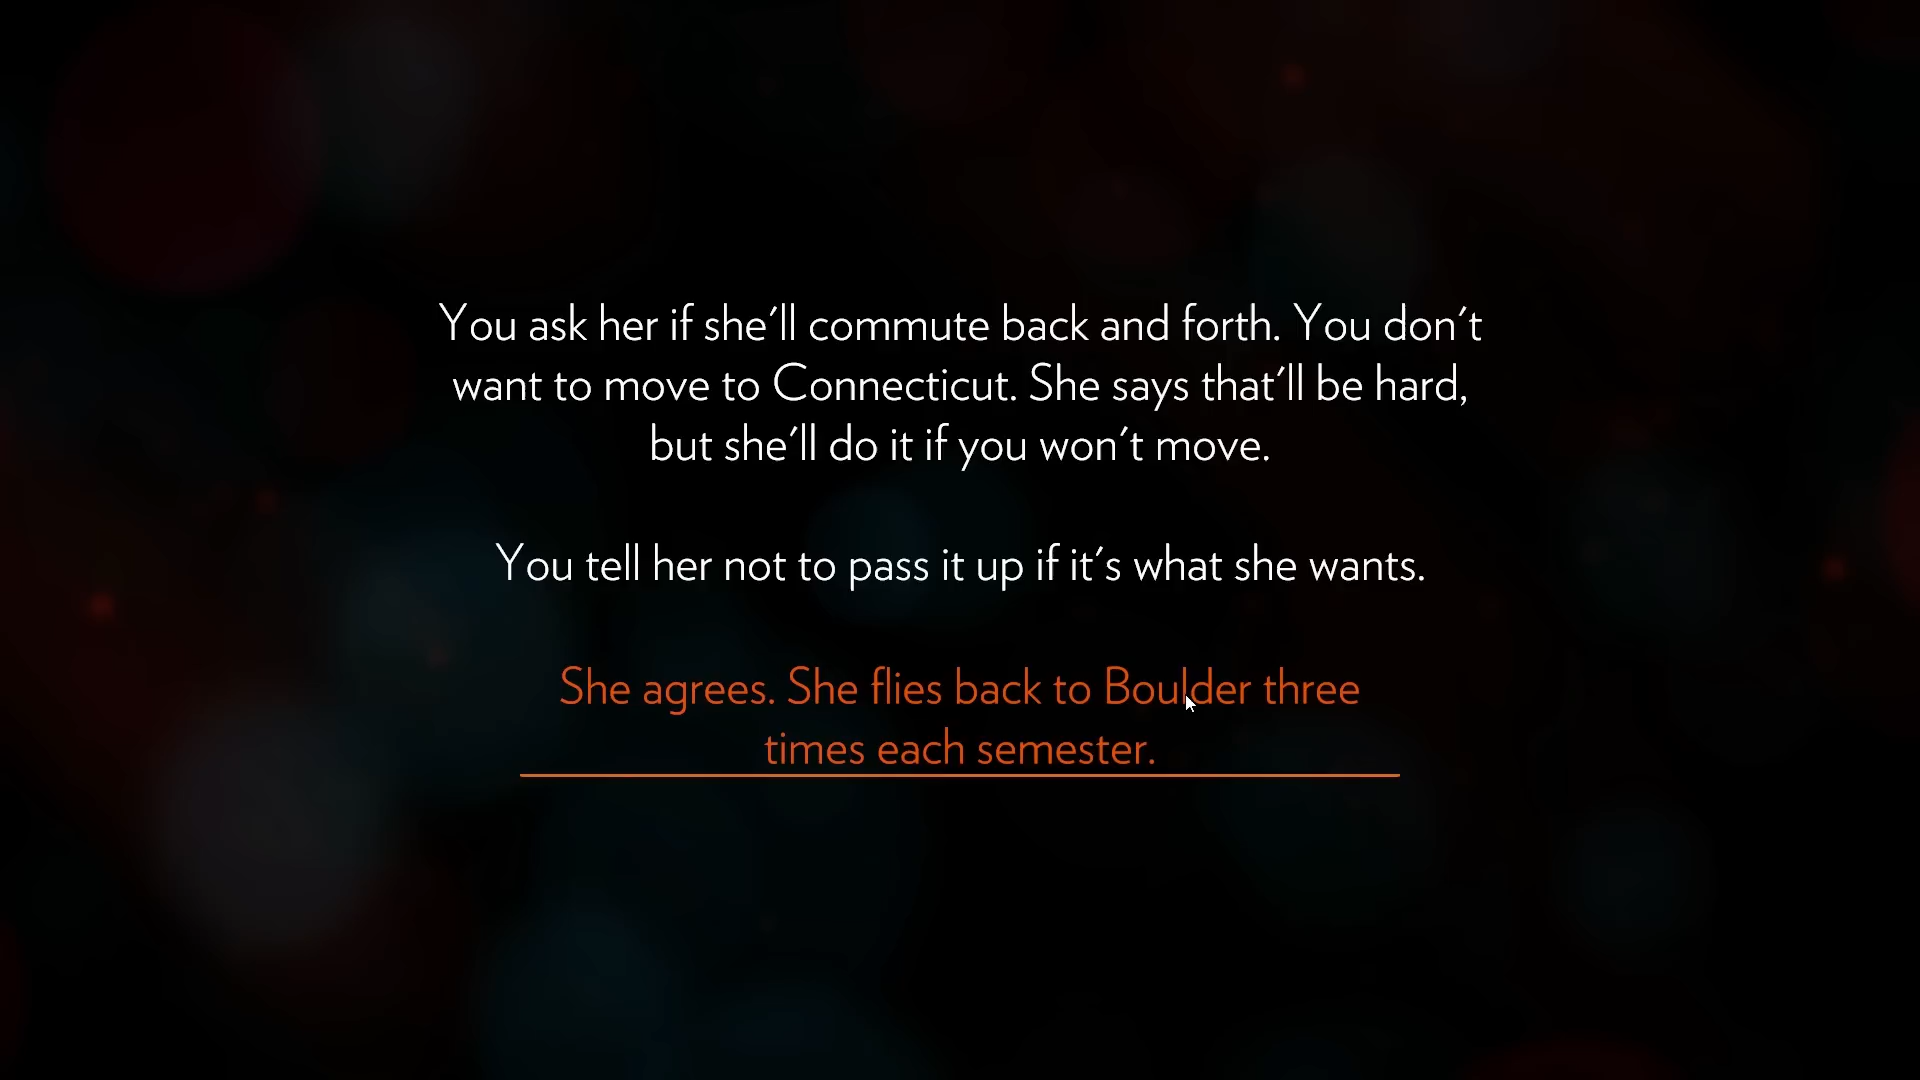 You ask her if she'll commute back and forth. You don't
want to move to Connecticut. She says that'll be hard,
but she'll do it if you won't move.
You tell her not to pass it up if it's what she wants.
She agrees. She flies back to Boulder three
times each semester.